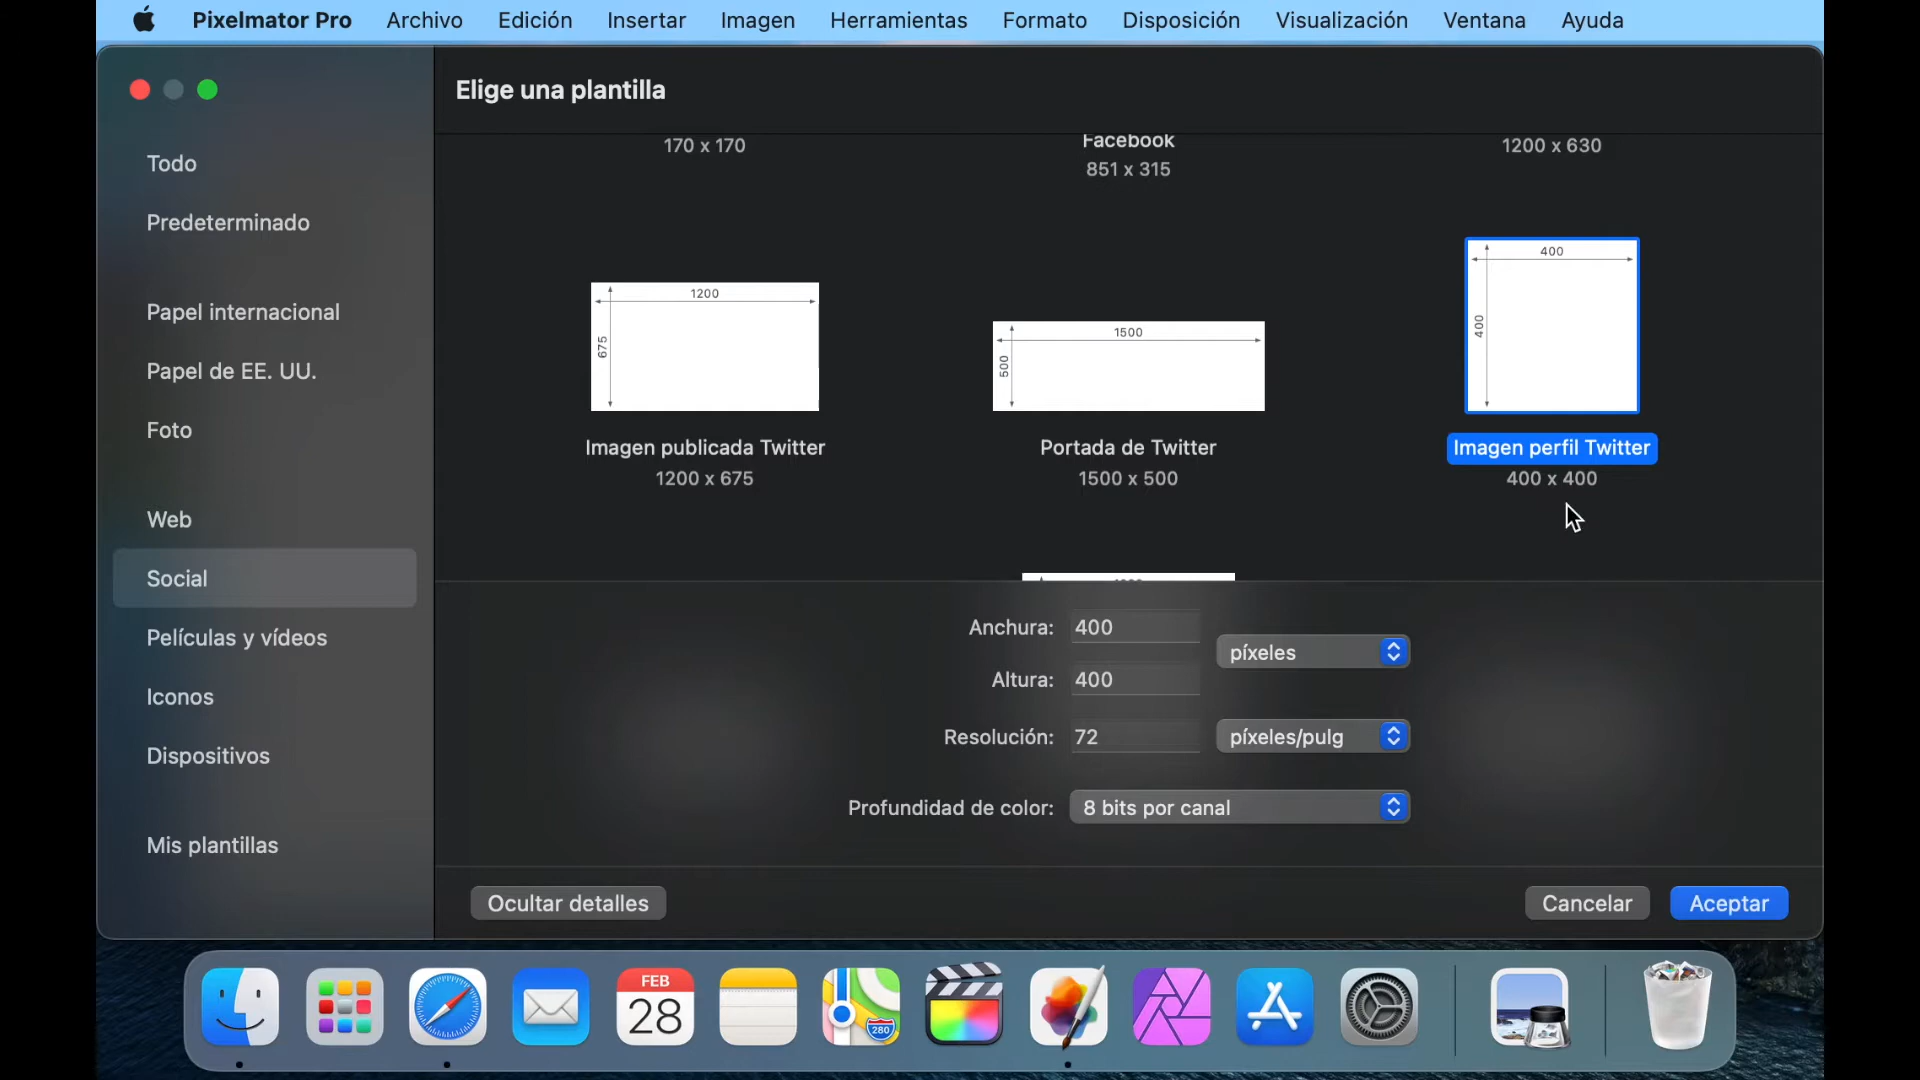 Pixelmator Pro Archivo Edición Insertar Imagen Herramientas Formato Disposición Visualización Ventana Ayuda
Elige una plantilla
Todo
Predeterminado
Papel internacional
Papel de EE. UU.
Foto
Web
Social
Películas y vídeos
Iconos
Dispositivos
Mis plantillas
170 x 170
Facebook
851 x 315
1200 x 630
1200
675
Imagen publicada Twitter
1200 x 675
1500
500
Portada de Twitter
1500 x 500
400
400
Imagen perfil Twitter
400 x 400
Anchura: 400
píxeles
Altura: 400
Resolución: 72 píxeles/pulg
Profundidad de color: 8 bits por canal
Ocultar detalles
Cancelar
Aceptar
FEB
28
280